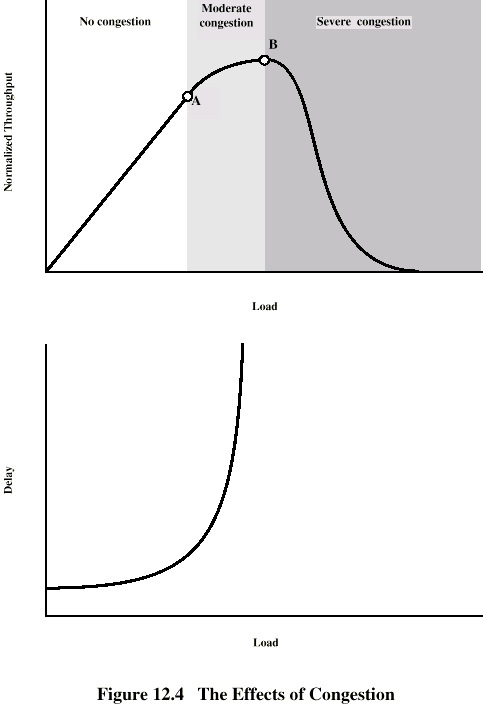 No congestion
Moderate
congestion
Severe congestion
B
A
Normalized Throughput
Load
Delay
Load
Figure 12.4 The Effects of Congestion